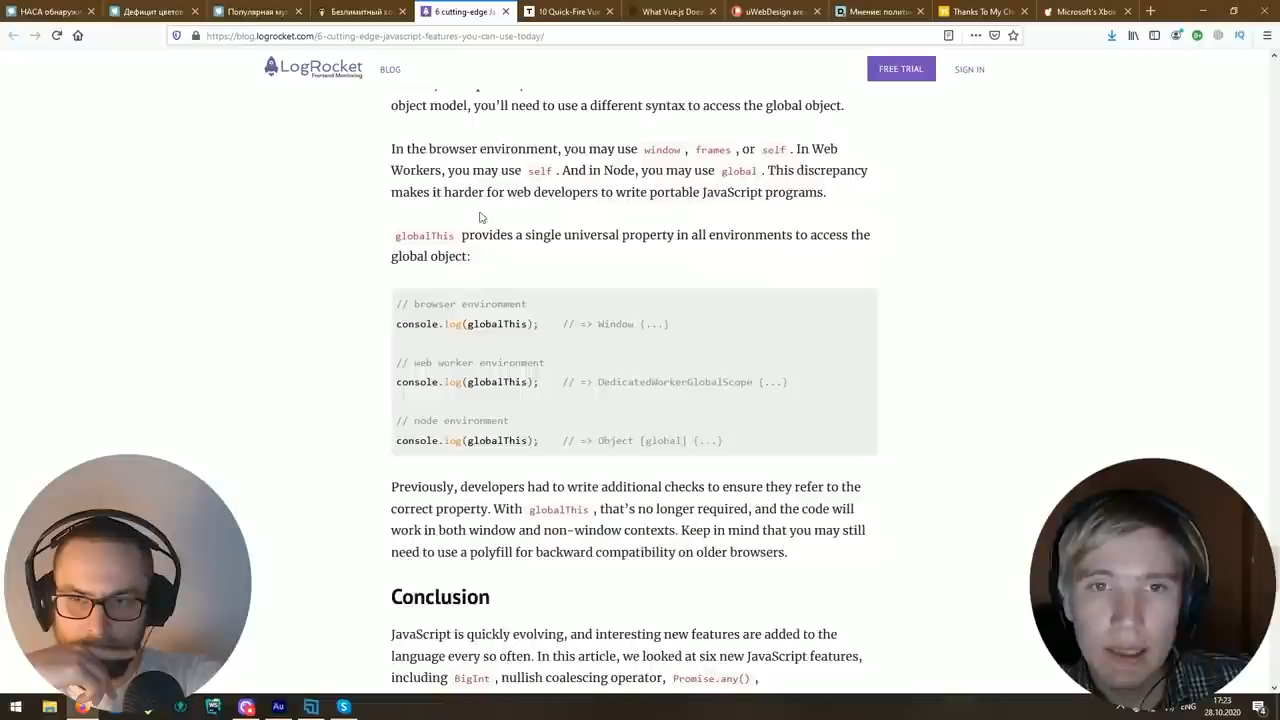 НАСА обнаружи
Дефицит цветов
Популярная му
Безлимитный ко
6 cutting-edge J
10 Quick-Fire Vue
What Vue.js Does
uWebDesign are
Мнение: полити
Thanks To My Ch
Microsoft's Xbo
https://blog.logrocket.com/6-cutting-edge-javascript-features-you-can-use-today/
LogRocket
Frontend Monitoring
BLOG
FREE TRIAL
SIGN IN
object model, you'll need to use a different syntax to access the global object.
In the browser environment, you may use window, frames, or self. In Web
Workers, you may use self. And in Node, you may use global. This discrepancy
makes it harder for web developers to write portable JavaScript programs.
globalThis provides a single universal property in all environments to access the
global object:
// browser environment
console.log(globalThis); // => Window {...}
// web worker environment
console.log(globalThis); // => DedicatedWorkerGlobalScope {...}
// node environment
console.log(globalThis); // => Object [global] {...}
Previously, developers had to write additional checks to ensure they refer to the
correct property. With globalThis, that's no longer required, and the code will
work in both window and non-window contexts. Keep in mind that you may still
need to use a polyfill for backward compatibility on older browsers.
Conclusion
JavaScript is quickly evolving, and interesting new features are added to the
language every so often. In this article, we looked at six new JavaScript features,
including BigInt, nullish coalescing operator, Promise.any(),
ENG
17:23
28.10.2020